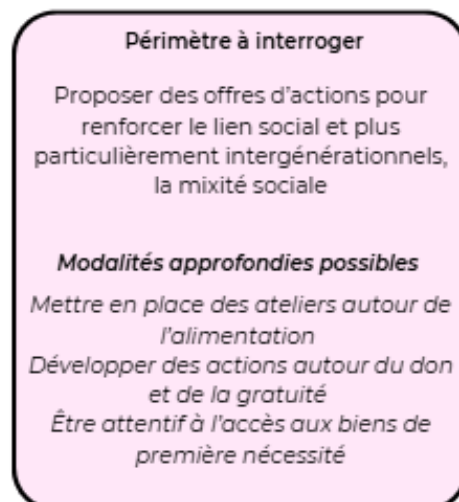 Périmètre à interroger
Proposer des offres d'actions pour
renforcer le lien social et plus
particulièrement intergénérationnels,
la mixité sociale
Modalités approfondies possibles
Mettre en place des ateliers autour de
l'alimentation
Développer des actions autour du don
et de la gratuité
Être attentif à l'accès aux biens de
première nécessité